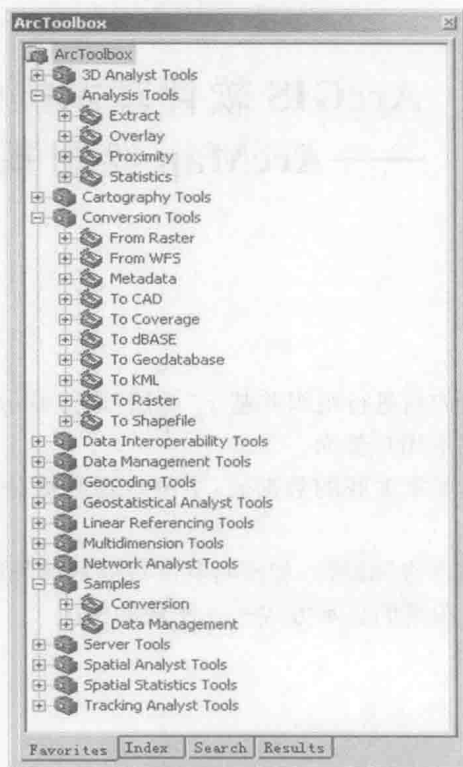 ArcToolbox
ArcToolbox
3D Analyst Tools
Analysis Tools
Extract
Overlay
Proximity
Statistics
Cartography Tools
Conversion Tools
From Raster
From WFS
Metadata
To CAD
To Coverage
To dBASE
To Geodatabase
To KML
To Raster
To Shapefile
Data Interoperability Tools
Data Management Tools
Geocoding Tools
Geostatistical Analyst Tools
Linear Referencing Tools
Multidimension Tools
Network Analyst Tools
Samples
Conversion
Data Management
Server Tools
Spatial Analyst Tools
Spatial Statistics Tools
Tracking Analyst Tools
Favorites Index Search Results